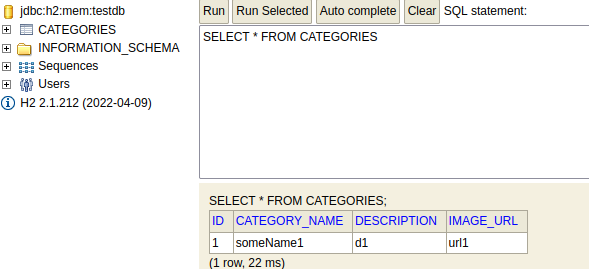 jdbc:h2:mem:testdb
CATEGORIES
INFORMATION_SCHEMA
Sequences
Users
H2 2.1.212 (2022-04-09)
Run Run Selected Auto complete Clear SQL statement:
SELECT * FROM CATEGORIES
SELECT * FROM CATEGORIES;
ID CATEGORY_NAME DESCRIPTION IMAGE_URL
1 someName1 d1 url1
(1 row, 22 ms)